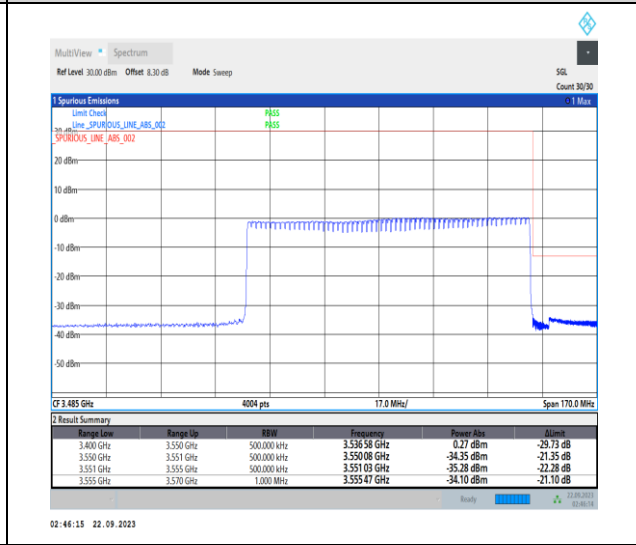 MultiView Spectrum
Ref Level 30.00 dBm Offset 8.30 dB Mode Sweep SGL
Count 30/30
1 Spurious Emissions 1 Max
Limit Check PASS
Line _SPURIOUS_LINE_ABS_002 PASS
30 dBm
_SPURIOUS_LINE_ABS_002
20 dBm
10 dBm
0 dBm
-10 dBm
-20 dBm
-30 dBm
-40 dBm
-50 dBm
CF 3.485 GHz 4004 pts 17.0 MHz/ Span 170.0 MHz
2 Result Summary
Range Low Range Up RBW Frequency Power Abs ΔLimit
3.400 GHz 3.550 GHz 500.000 kHz 3.536 58 GHz 0.27 dBm -29.73 dB
3.550 GHz 3.551 GHz 500.000 kHz 3.550 08 GHz -34.35 dBm -21.35 dB
3.551 GHz 3.555 GHz 500.000 kHz 3.551 03 GHz -35.28 dBm -22.28 dB
3.555 GHz 3.570 GHz 1.000 MHz 3.555 47 GHz -34.10 dBm -21.10 dB
Ready 22.09.2023
02:46:14
02:46:15 22.09.2023